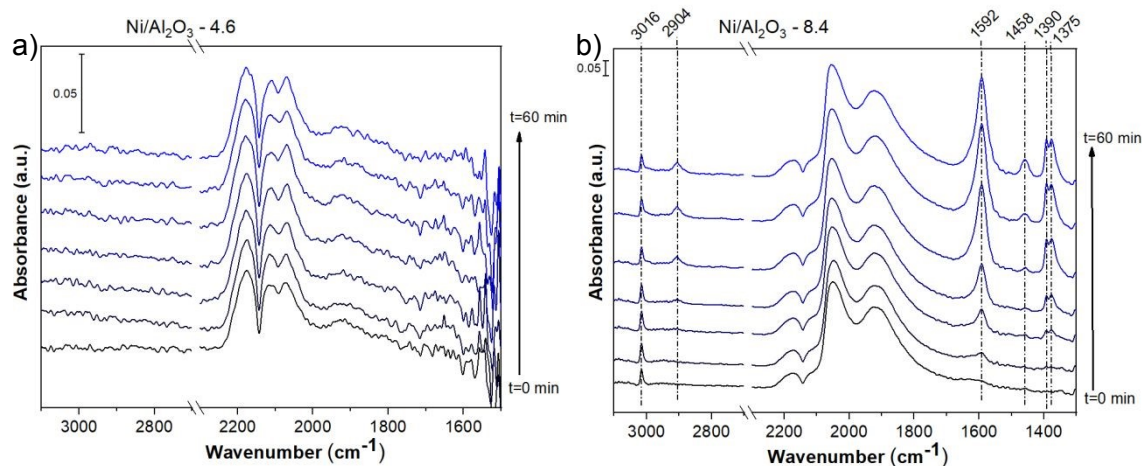 a)
Ni/Al₂O₃ - 4.6
0.05
t=60 min
t=0 min
Absorbance (a.u.)
3000 2800 2200 2000 1800 1600
Wavenumber (cm⁻¹)
b)
3016 2904 1592 1458 1390 1375
Ni/Al₂O₃ - 8.4
0.05
t=60 min
t=0 min
Absorbance (a.u.)
3000 2800 2200 2000 1800 1600 1400
Wavenumber (cm⁻¹)